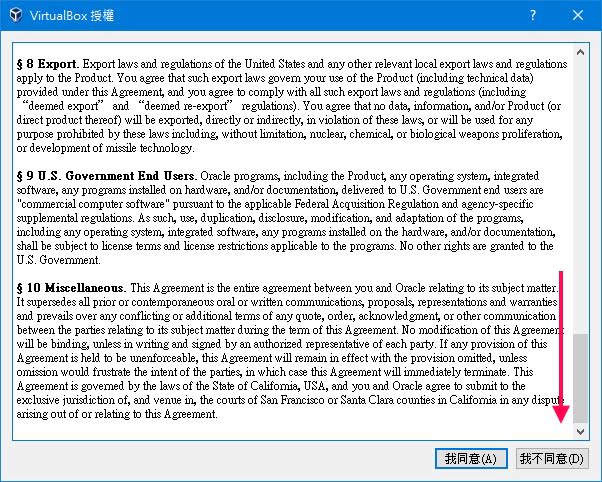 VirtualBox 授權
§ 8 Export. Export laws and regulations of the United States and any other relevant local export laws and regulations
apply to the Product. You agree that such export laws govern your use of the Product (including technical data)
provided under this Agreement, and you agree to comply with all such export laws and regulations (including
“deemed export” and “deemed re-export” regulations). You agree that no data, information, and/or Product (or
direct product thereof) will be exported, directly or indirectly, in violation of these laws, or will be used for any
purpose prohibited by these laws including, without limitation, nuclear, chemical, or biological weapons proliferation,
or development of missile technology.
§ 9 U.S. Government End Users. Oracle programs, including the Product, any operating system, integrated
software, any programs installed on hardware, and/or documentation, delivered to U.S. Government end users are
"commercial computer software" pursuant to the applicable Federal Acquisition Regulation and agency-specific
supplemental regulations. As such, use, duplication, disclosure, modification, and adaptation of the programs,
including any operating system, integrated software, any programs installed on the hardware, and/or documentation,
shall be subject to license terms and license restrictions applicable to the programs. No other rights are granted to the
U.S. Government.
§ 10 Miscellaneous. This Agreement is the entire agreement between you and Oracle relating to its subject matter.
It supersedes all prior or contemporaneous oral or written communications, proposals, representations and warranties
and prevails over any conflicting or additional terms of any quote, order, acknowledgment, or other communication
between the parties relating to its subject matter during the term of this Agreement. No modification of this Agreement
will be binding, unless in writing and signed by an authorized representative of each party. If any provision of this
Agreement is held to be unenforceable, this Agreement will remain in effect with the provision omitted, unless
omission would frustrate the intent of the parties, in which case this Agreement will immediately terminate. This
Agreement is governed by the laws of the State of California, USA, and you and Oracle agree to submit to the
exclusive jurisdiction of, and venue in, the courts of San Francisco or Santa Clara counties in California in any dispute
arising out of or relating to this Agreement.
我同意(A) 我不同意(D)